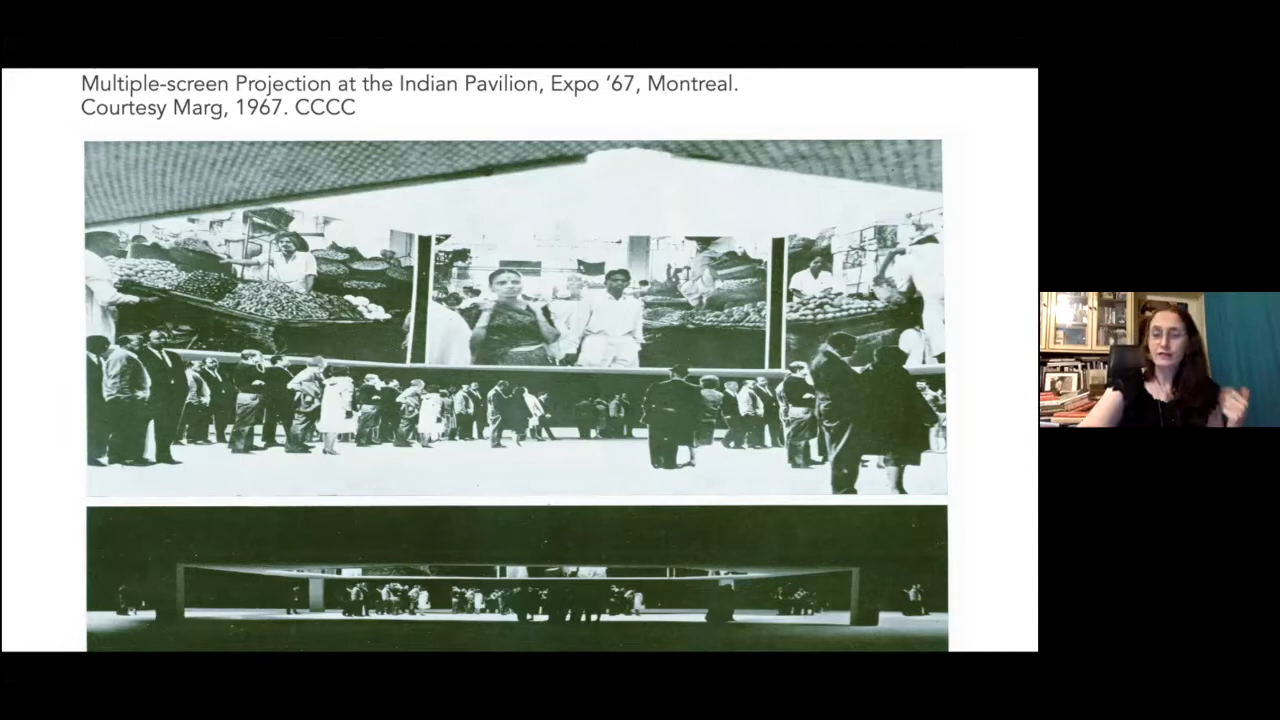 Multiple-screen Projection at the Indian Pavilion, Expo ‘67, Montreal.
Courtesy Marg, 1967. CCCC